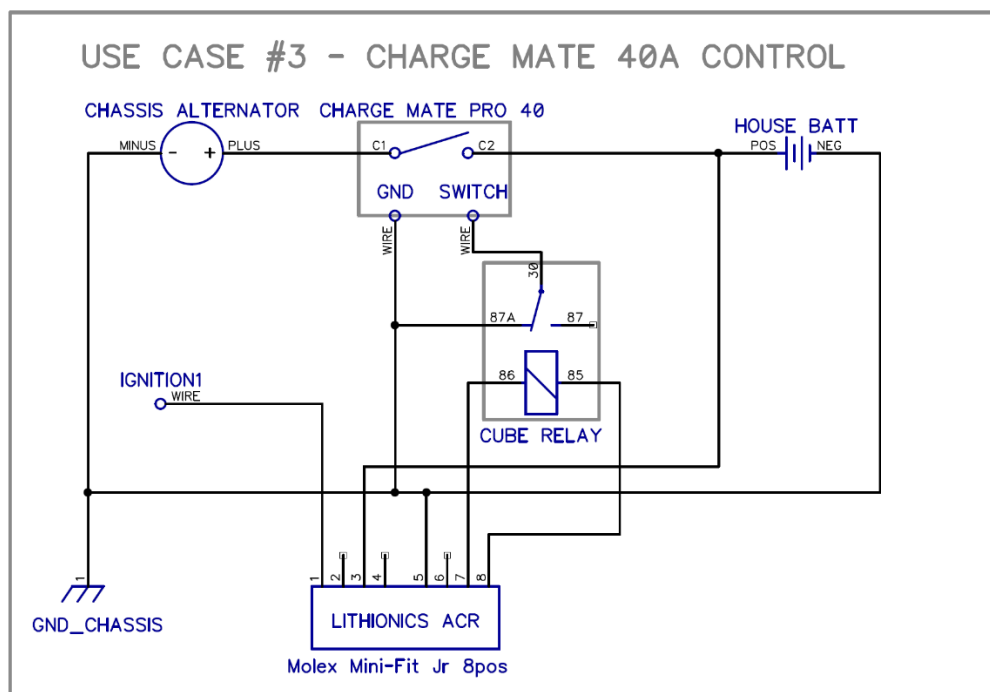 USE CASE #3 - CHARGE MATE 40A CONTROL
CHASSIS ALTERNATOR
CHARGE MATE PRO 40
HOUSE BATT
MINUS
-
+
PLUS
C1
C2
POS
NEG
GND
SWITCH
WIRE
WIRE
30
87A
87
IGNITION1
WIRE
86
85
CUBE RELAY
1
1
2
3
4
5
6
7
8
GND_CHASSIS
LITHIONICS ACR
Molex Mini-Fit Jr 8pos